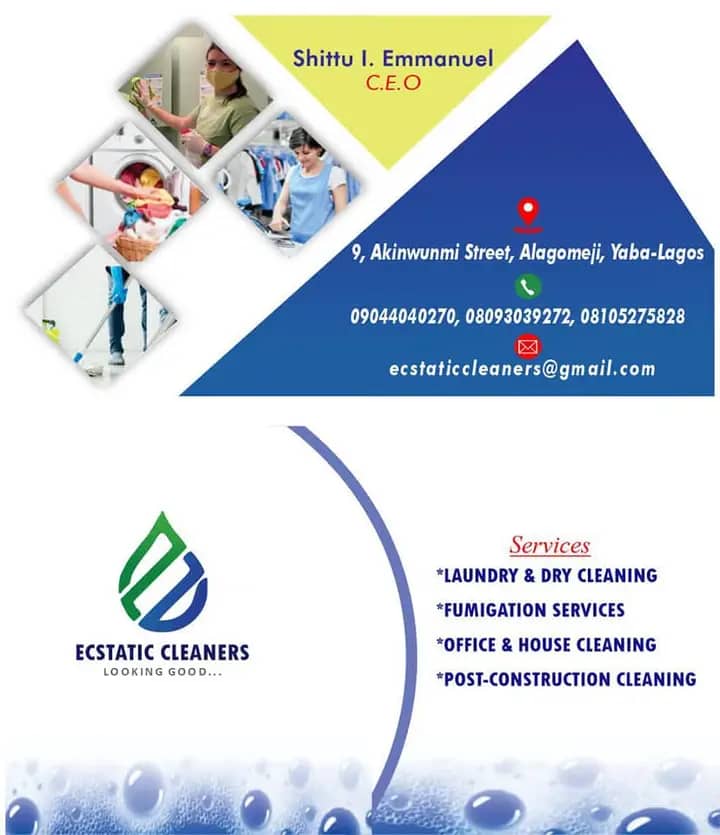 Shittu I. Emmanuel
C.E.O
9, Akinwunmi Street, Alagomeji, Yaba-Lagos
09044040270, 08093039272, 08105275828
ecstaticcleaners@gmail.com
ECSTATIC CLEANERS
LOOKING GOOD...
Services
*LAUNDRY & DRY CLEANING
*FUMIGATION SERVICES
*OFFICE & HOUSE CLEANING
*POST-CONSTRUCTION CLEANING